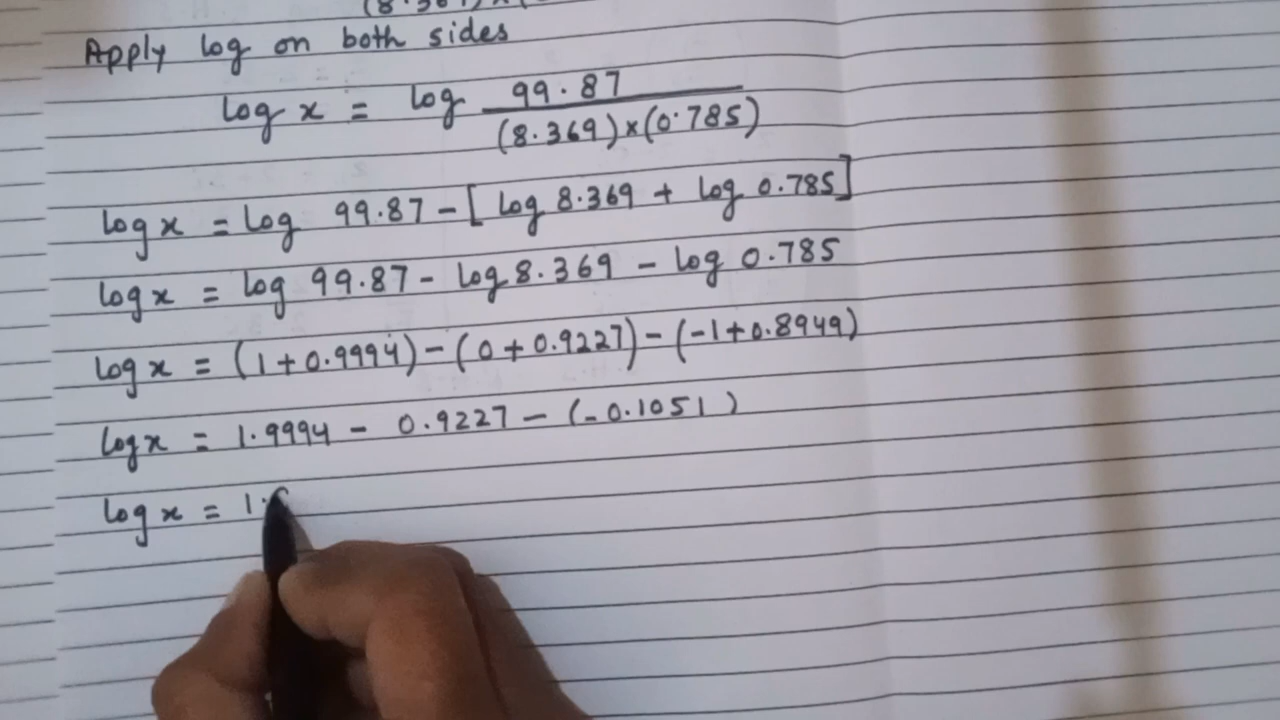 Apply log on both sides
log x = log 99.87 / (8.369)×(0.785)
log x = log 99.87 - [log 8.369 + log 0.785]
log x = log 99.87 - log 8.369 - log 0.785
log x = (1+0.9994) - (0+0.9227) - (-1+0.8949)
log x = 1.9994 - 0.9227 - (-0.1051)
log x = 1.